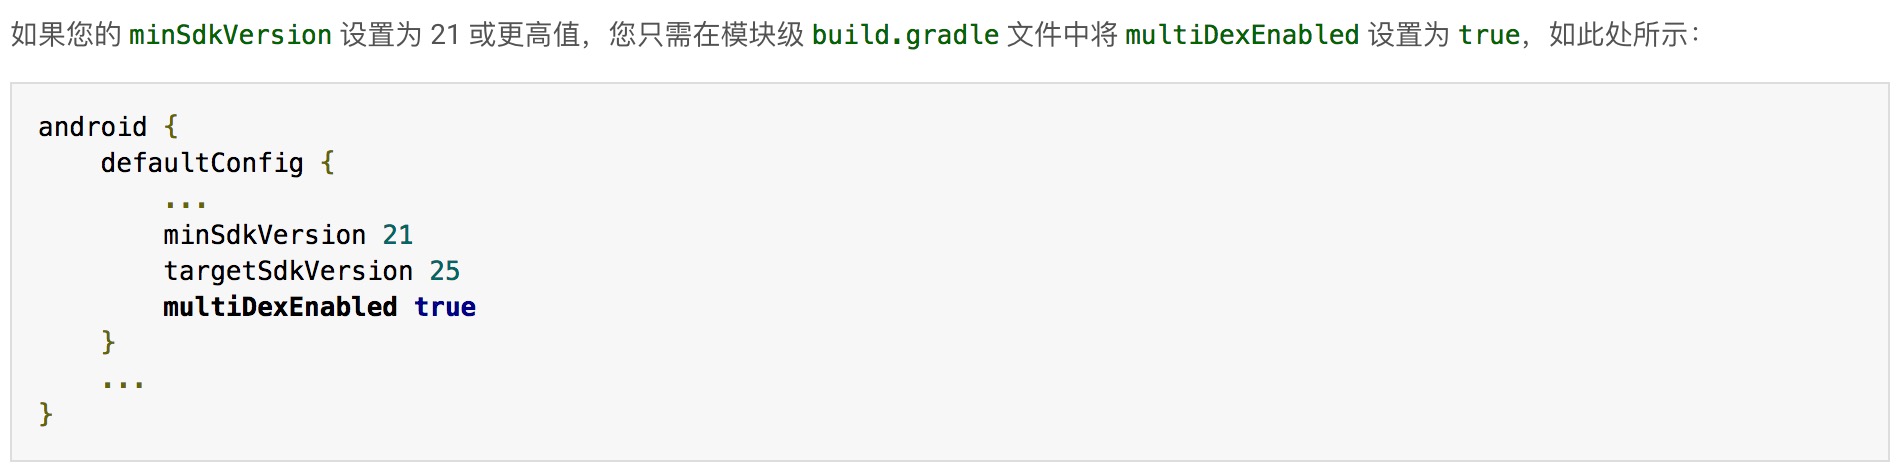 如果您的 minSdkVersion 设置为 21 或更高值，您只需在模块级 build.gradle 文件中将 multiDexEnabled 设置为 true，如此处所示：
android {
    defaultConfig {
        ...
        minSdkVersion 21
        targetSdkVersion 25
        multiDexEnabled true
    }
    ...
}